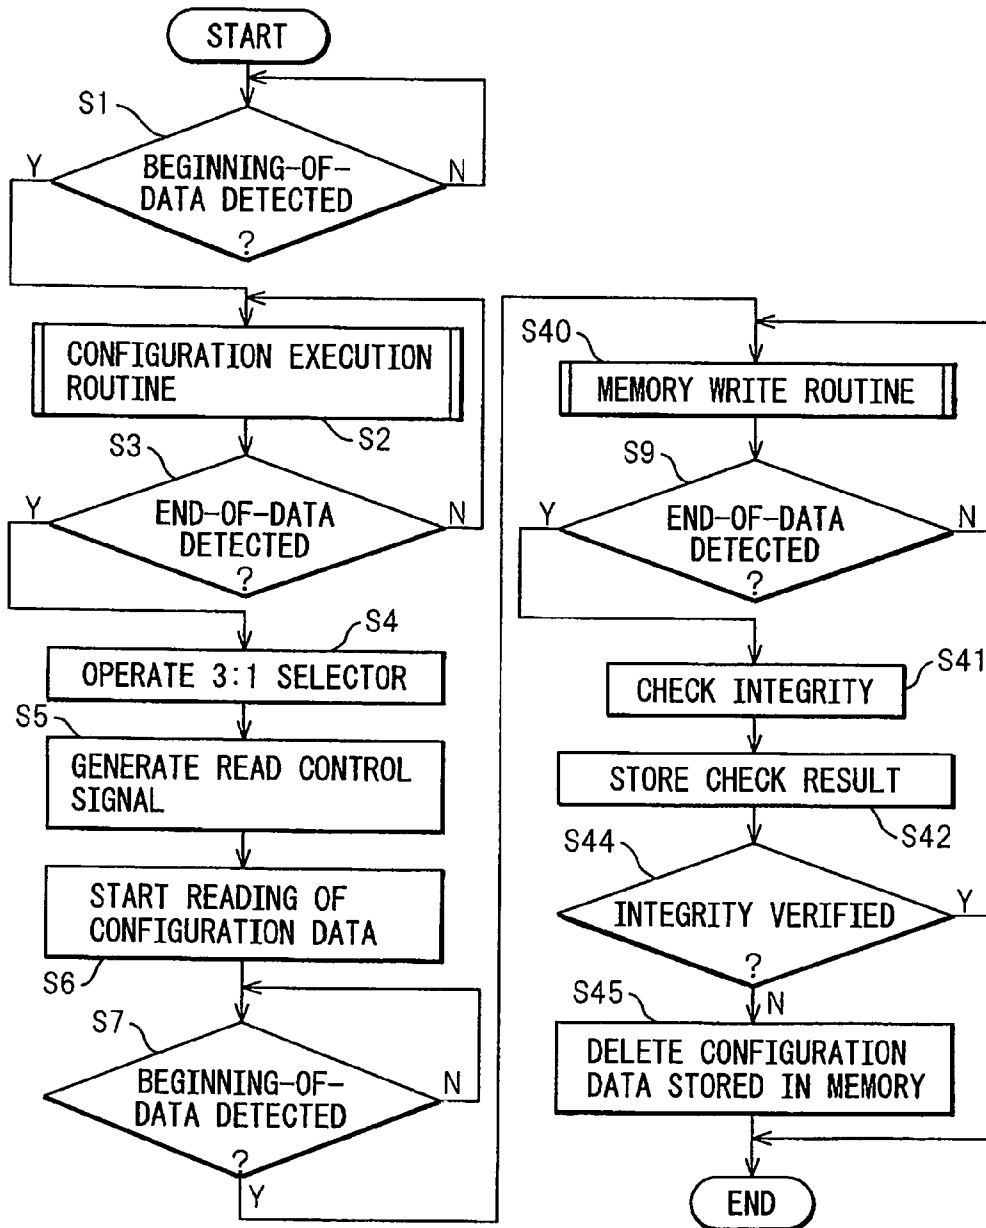 START
S1
Y
BEGINNING-OF-
DATA DETECTED
?
N
CONFIGURATION EXECUTION
ROUTINE
S2
S3
Y
END-OF-DATA
DETECTED
?
N
S4
OPERATE 3:1 SELECTOR
S5
GENERATE READ CONTROL
SIGNAL
START READING OF
CONFIGURATION DATA
S6
S7
BEGINNING-OF-
DATA DETECTED
?
N
Y
S40
MEMORY WRITE ROUTINE
S9
Y
END-OF-DATA
DETECTED
?
N
S41
CHECK INTEGRITY
STORE CHECK RESULT
S42
S44
INTEGRITY VERIFIED
?
Y
N
S45
DELETE CONFIGURATION
DATA STORED IN MEMORY
END